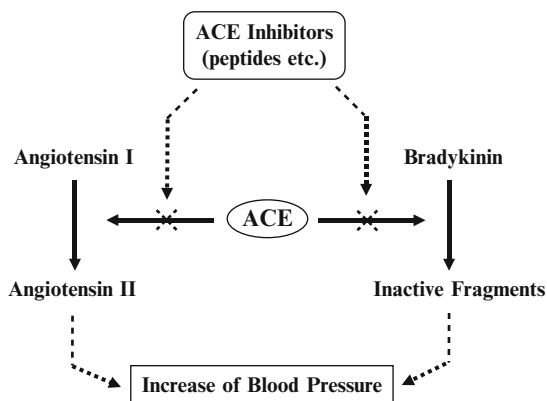 ACE Inhibitors
(peptides etc.)
Angiotensin I
Bradykinin
ACE
Angiotensin II
Inactive Fragments
Increase of Blood Pressure